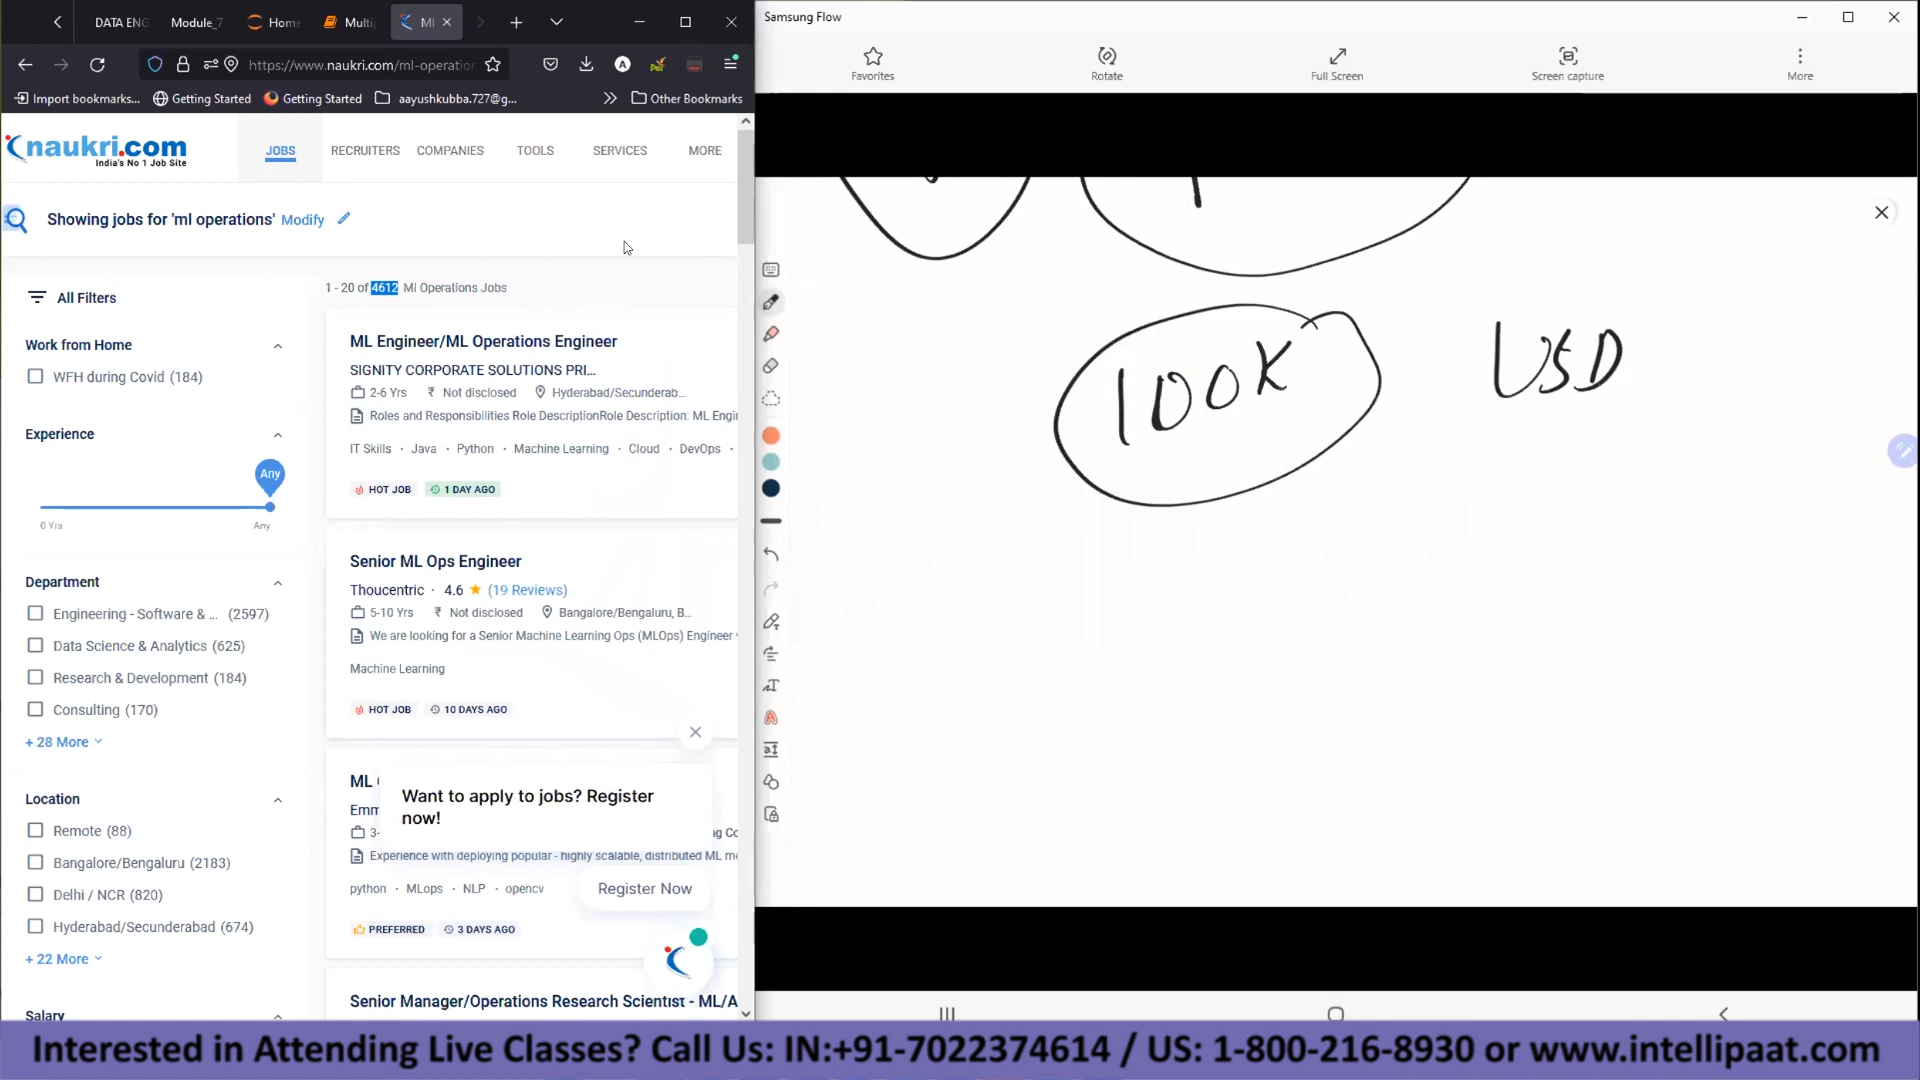 DATA ENG
Module_7
Home
Multi
Ml
https://www.naukri.com/ml-operation
Import bookmarks...
Getting Started
Getting Started
aayushkubba.727@g...
Other Bookmarks
naukri.com
India's No 1 Job Site
JOBS
RECRUITERS
COMPANIES
TOOLS
SERVICES
MORE
Showing jobs for 'ml operations' Modify
All Filters
Work from Home
WFH during Covid (184)
Experience
Any
0 Yrs
Any
Department
Engineering - Software & ... (2597)
Data Science & Analytics (625)
Research & Development (184)
Consulting (170)
+ 28 More
Location
Remote (88)
Bangalore/Bengaluru (2183)
Delhi / NCR (820)
Hyderabad/Secunderabad (674)
+ 22 More
Salary
1 - 20 of 4612 Ml Operations Jobs
ML Engineer/ML Operations Engineer
SIGNITY CORPORATE SOLUTIONS PRI...
2-6 Yrs ₹ Not disclosed Hyderabad/Secunderab...
Roles and Responsibilities Role DescriptionRole Description: ML Engi
IT Skills · Java · Python · Machine Learning · Cloud · DevOps ·
HOT JOB 1 DAY AGO
Senior ML Ops Engineer
Thoucentric · 4.6 (19 Reviews)
5-10 Yrs ₹ Not disclosed Bangalore/Bengaluru, B...
We are looking for a Senior Machine Learning Ops (MLOps) Engineer
Machine Learning
HOT JOB 10 DAYS AGO
ML
Emm
3-
Experience with deploying popular - highly scalable, distributed ML m
python · MLops · NLP · opencv
PREFERRED 3 DAYS AGO
Want to apply to jobs? Register
now!
Register Now
Senior Manager/Operations Research Scientist - ML/A
Samsung Flow
Favorites
Rotate
Full Screen
Screen capture
More
100K USD
IntelliPaat
Interested in Attending Live Classes? Call Us: IN:+91-7022374614 / US: 1-800-216-8930 or www.intellipaat.com